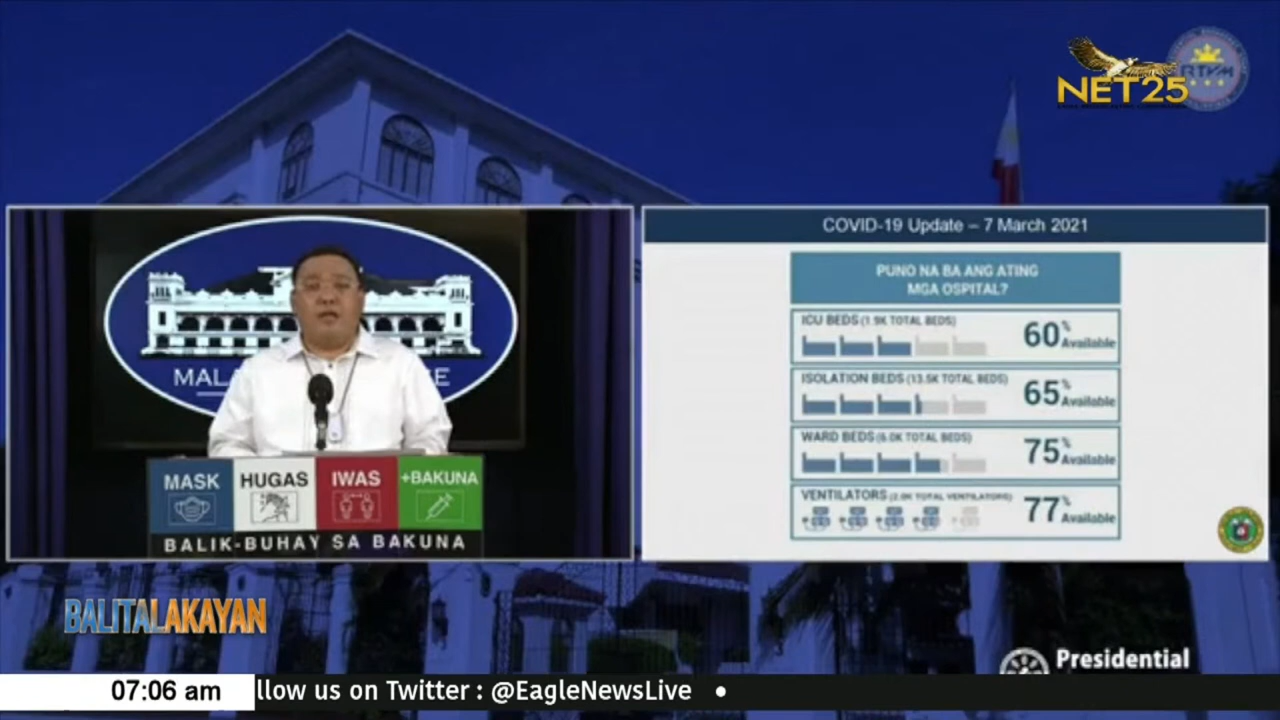 NET25
RTVM
COVID-19 Update – 7 March 2021
PUNO NA BA ANG ATING
MGA OSPITAL?
ICU BEDS (1.9K TOTAL BEDS)
60% Available
ISOLATION BEDS (13.5K TOTAL BEDS)
65% Available
WARD BEDS (6.0K TOTAL BEDS)
75% Available
VENTILATORS (2.0K TOTAL VENTILATORS)
77% Available
MASK HUGAS IWAS +BAKUNA
BALIK-BUHAY SA BAKUNA
BALITALAKAYAN
Presidential
07:06 am llow us on Twitter : @EagleNewsLive •